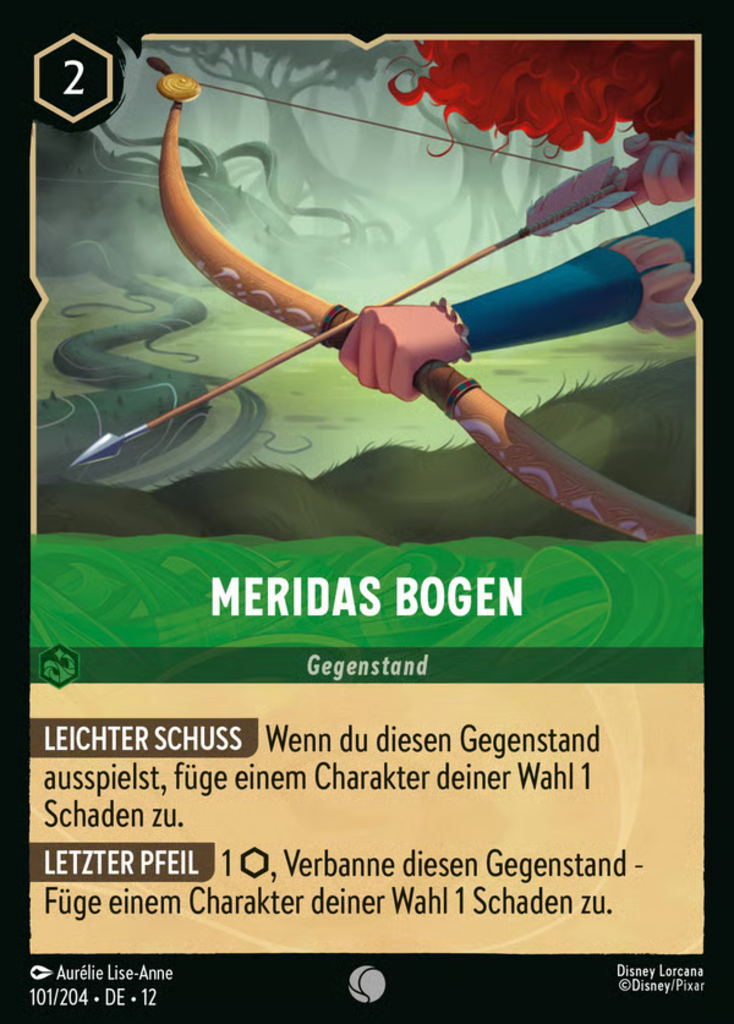 2
MERIDAS BOGEN
Gegenstand
LEICHTER SCHUSS Wenn du diesen Gegenstand
ausspielst, füge einem Charakter deiner Wahl 1
Schaden zu.
LETZTER PFEIL 1 ⬡, Verbanne diesen Gegenstand -
Füge einem Charakter deiner Wahl 1 Schaden zu.
Aurélie Lise-Anne
101/204 • DE • 12
Disney Lorcana
©Disney/Pixar